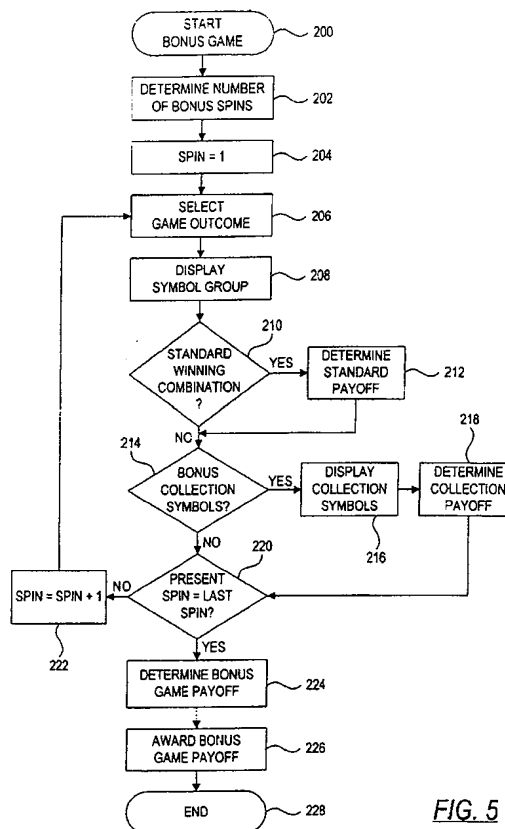 START
BONUS GAME
200
DETERMINE NUMBER
OF BONUS SPINS
202
SPIN = 1
204
SELECT
GAME OUTCOME
206
DISPLAY
SYMBOL GROUP
208
210
STANDARD
WINNING
COMBINATION
?
YES
DETERMINE
STANDARD
PAYOFF
212
NO
214
BONUS
COLLECTION
SYMBOLS?
YES
DISPLAY
COLLECTION
SYMBOLS
216
218
DETERMINE
COLLECTION
PAYOFF
NO
220
PRESENT
SPIN = LAST
SPIN?
NO
SPIN = SPIN + 1
222
YES
DETERMINE BONUS
GAME PAYOFF
224
AWARD BONUS
GAME PAYOFF
226
END
228
FIG. 5